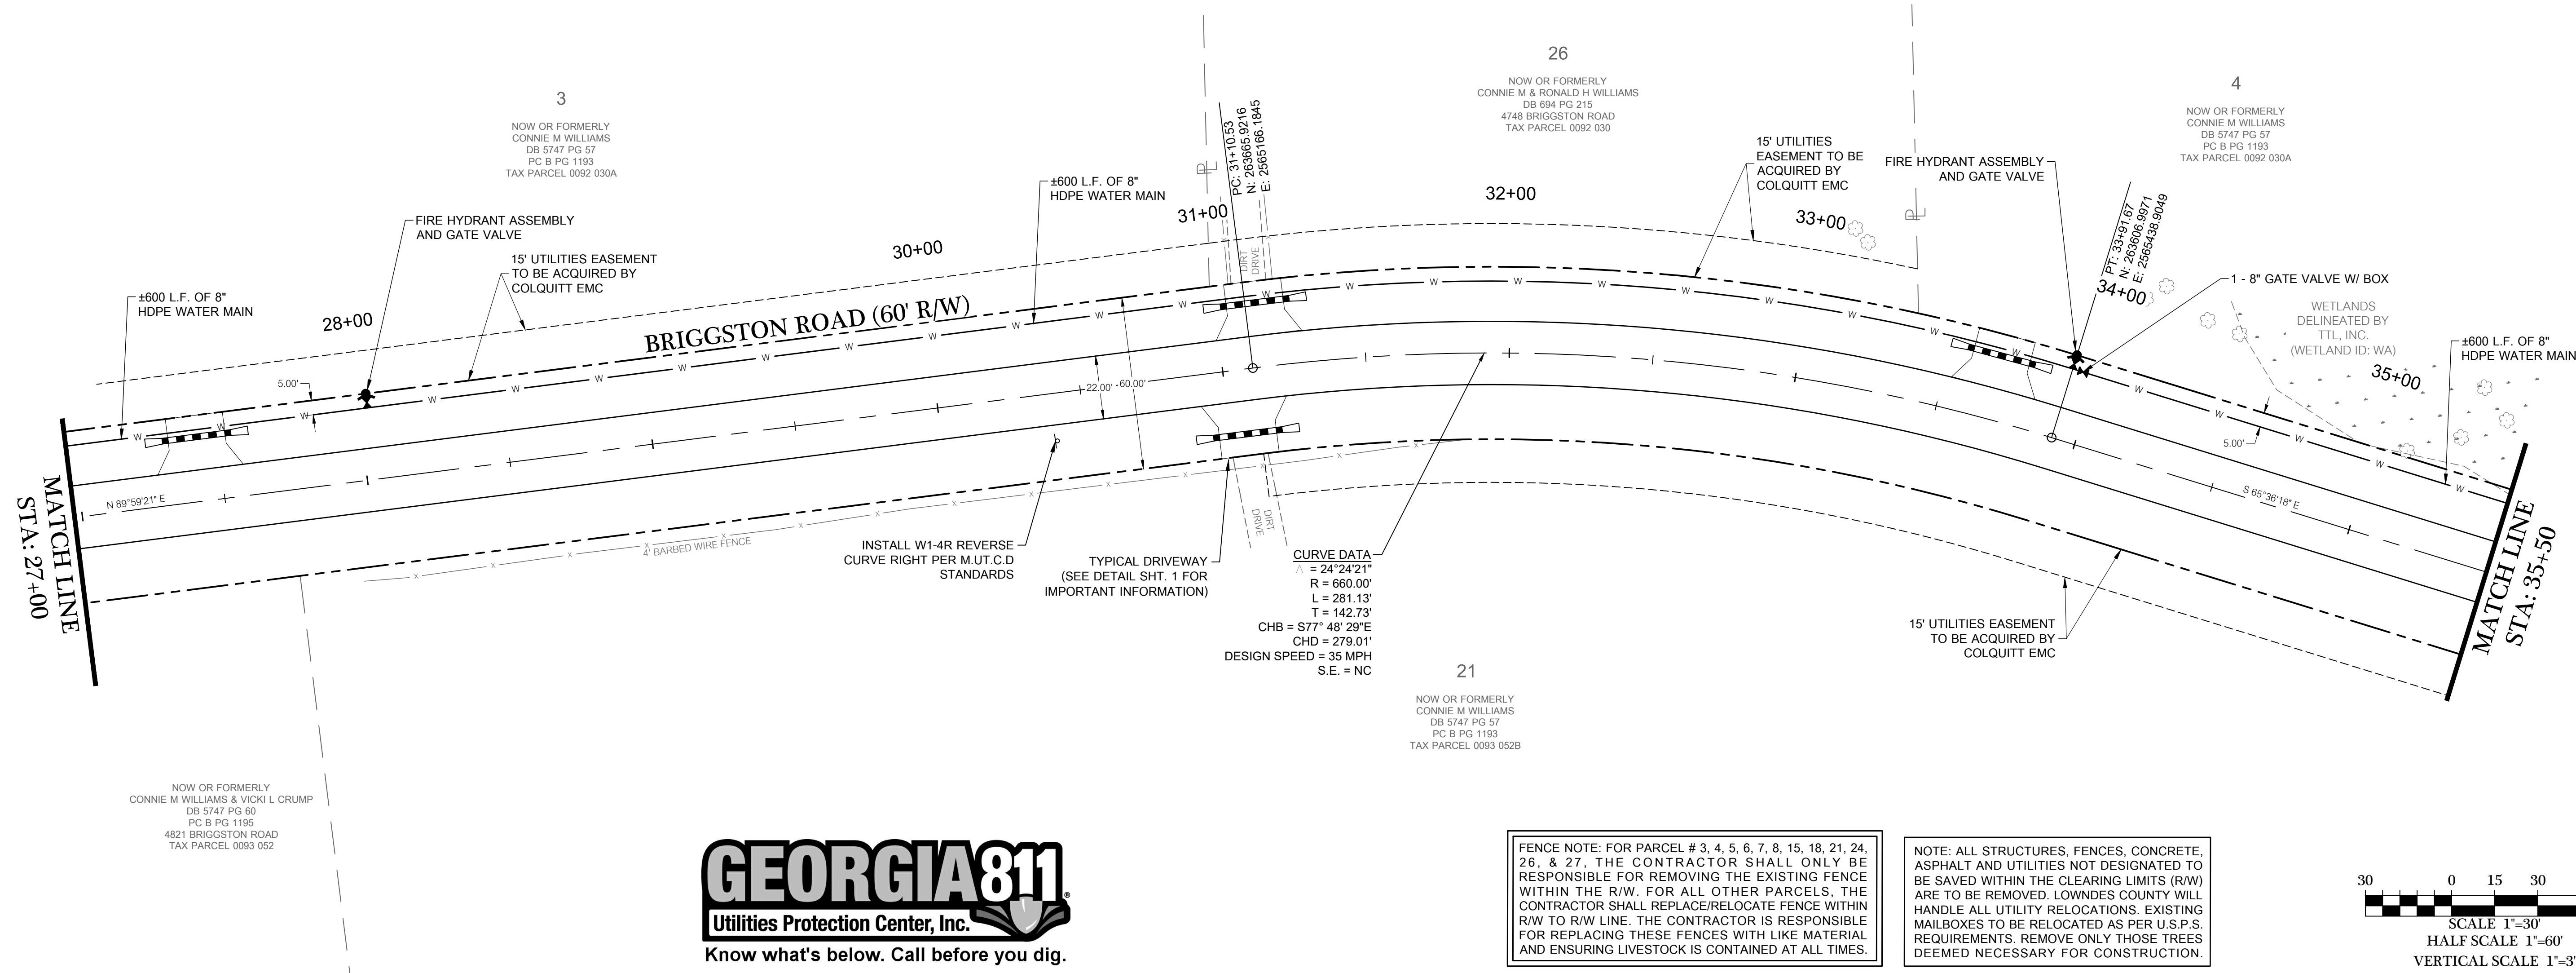 3
NOW OR FORMERLY
CONNIE M WILLIAMS
DB 5747 PG 57
PC B PG 1193
TAX PARCEL 0092 030A
26
NOW OR FORMERLY
CONNIE M & RONALD H WILLIAMS
DB 694 PG 215
4748 BRIGGSTON ROAD
TAX PARCEL 0092 030
4
NOW OR FORMERLY
CONNIE M WILLIAMS
DB 5747 PG 57
PC B PG 1193
TAX PARCEL 0092 030A
±600 L.F. OF 8"
HDPE WATER MAIN
28+00
FIRE HYDRANT ASSEMBLY
AND GATE VALVE
15' UTILITIES EASEMENT
TO BE ACQUIRED BY
COLQUITT EMC
30+00
±600 L.F. OF 8"
HDPE WATER MAIN
31+00
PC: 31+10.53
N: 263665.9216
E: 2565166.1845
DIRT
DRIVE
32+00
15' UTILITIES
EASEMENT TO BE
ACQUIRED BY
COLQUITT EMC
33+00
FIRE HYDRANT ASSEMBLY
AND GATE VALVE
PT: 33+91.67
N: 263606.9971
E: 2565438.9049
34+00
1 - 8" GATE VALVE W/ BOX
WETLANDS
DELINEATED BY
TTL, INC.
(WETLAND ID: WA)
35+00
±600 L.F. OF 8"
HDPE WATER MAIN
BRIGGSTON ROAD (60' R/W)
5.00'
22.00'
60.00'
5.00'
N 89°59'21" E
S 65°36'18" E
MATCH LINE
STA: 27+00
MATCH LINE
STA: 35+50
4' BARBED WIRE FENCE
INSTALL W1-4R REVERSE
CURVE RIGHT PER M.UT.C.D
STANDARDS
TYPICAL DRIVEWAY
(SEE DETAIL SHT. 1 FOR
IMPORTANT INFORMATION)
DIRT
DRIVE
CURVE DATA
Δ = 24°24'21"
R = 660.00'
L = 281.13'
T = 142.73'
CHB = S77° 48' 29"E
CHD = 279.01'
DESIGN SPEED = 35 MPH
S.E. = NC
15' UTILITIES EASEMENT
TO BE ACQUIRED BY
COLQUITT EMC
21
NOW OR FORMERLY
CONNIE M WILLIAMS
DB 5747 PG 57
PC B PG 1193
TAX PARCEL 0093 052B
NOW OR FORMERLY
CONNIE M WILLIAMS & VICKI L CRUMP
DB 5747 PG 60
PC B PG 1195
4821 BRIGGSTON ROAD
TAX PARCEL 0093 052
GEORGIA811®
Utilities Protection Center, Inc.
Know what's below. Call before you dig.
FENCE NOTE: FOR PARCEL # 3, 4, 5, 6, 7, 8, 15, 18, 21, 24,
26, & 27, THE CONTRACTOR SHALL ONLY BE
RESPONSIBLE FOR REMOVING THE EXISTING FENCE
WITHIN THE R/W. FOR ALL OTHER PARCELS, THE
CONTRACTOR SHALL REPLACE/RELOCATE FENCE WITHIN
R/W TO R/W LINE. THE CONTRACTOR IS RESPONSIBLE
FOR REPLACING THESE FENCES WITH LIKE MATERIAL
AND ENSURING LIVESTOCK IS CONTAINED AT ALL TIMES.
NOTE: ALL STRUCTURES, FENCES, CONCRETE,
ASPHALT AND UTILITIES NOT DESIGNATED TO
BE SAVED WITHIN THE CLEARING LIMITS (R/W)
ARE TO BE REMOVED. LOWNDES COUNTY WILL
HANDLE ALL UTILITY RELOCATIONS. EXISTING
MAILBOXES TO BE RELOCATED AS PER U.S.P.S.
REQUIREMENTS. REMOVE ONLY THOSE TREES
DEEMED NECESSARY FOR CONSTRUCTION.
30 0 15 30
SCALE 1"=30'
HALF SCALE 1"=60'
VERTICAL SCALE 1"=3'